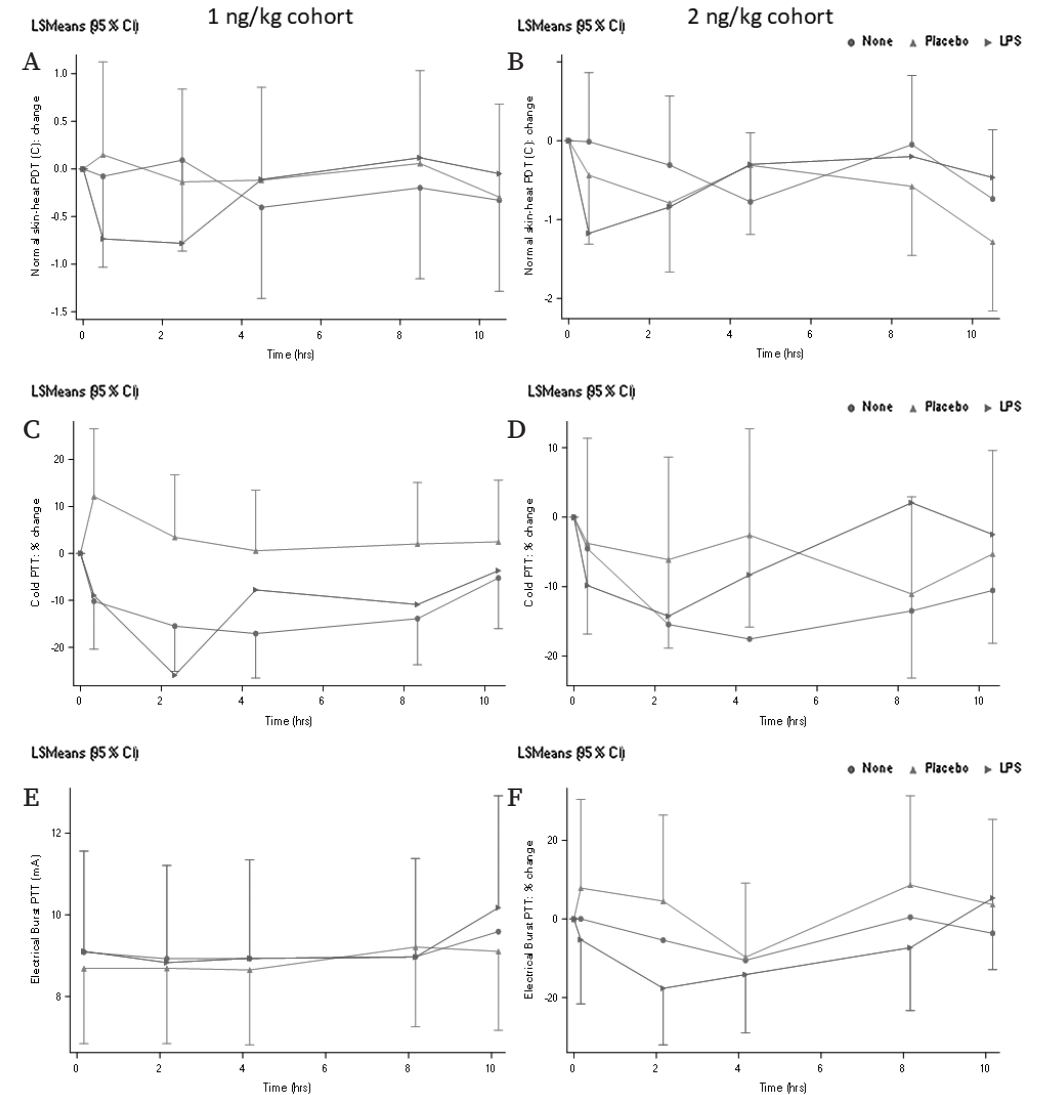 1 ng/kg cohort
2 ng/kg cohort
LSMeans (95 % CI)
LSMeans (95 % CI)
None Placebo LPS
A
B
Normal skin-heat PDT (C): change
1.0
0.5
0.0
-0.5
-1.0
-1.5
0 2 4 6 8 10
Time (hrs)
Normal skin-heat PDT (C): change
0
-1
-2
0 2 4 6 8 10
Time (hrs)
LSMeans (95 % CI)
LSMeans (95 % CI)
None Placebo LPS
C
D
Cold PTT: % change
20
10
0
-10
-20
0 2 4 6 8 10
Time (hrs)
Cold PTT: % change
10
0
-10
-20
0 2 4 6 8 10
Time (hrs)
LSMeans (95 % CI)
LSMeans (95 % CI)
None Placebo LPS
E
F
Electrical Burst PTT (mA)
12
10
8
0 2 4 6 8 10
Time (hrs)
Electrical Burst PTT: % change
20
0
-20
0 2 4 6 8 10
Time (hrs)